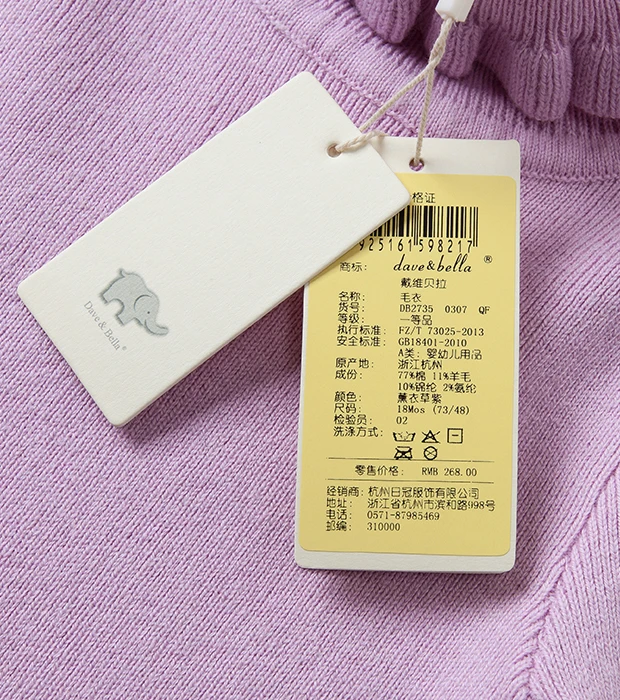 Dave & Bella®
格证
925161598217
商标: dave&bella®
戴维贝拉
名称: 毛衣
货号: DB2735 0307 QF
等级: 一等品
执行标准: FZ/T 73025-2013
安全标准: GB18401-2010
A类: 婴幼儿用品
原产地: 浙江杭州
成份: 77%棉 11%羊毛
10%锦纶 2%氨纶
颜色: 薰衣草紫
尺码: 18Mos (73/48)
检验员: 02
洗涤方式:
零售价格: RMB 268.00
经销商: 杭州日冠服饰有限公司
地址: 浙江省杭州市滨和路998号
电话: 0571-87985469
邮编: 310000